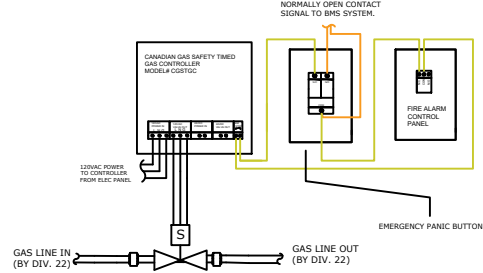 NORMALLY OPEN CONTACT
SIGNAL TO BMS SYSTEM.
CANADIAN GAS SAFETY TIMED
GAS CONTROLLER
MODEL# CGSTGC
FIRE ALARM
CONTROL
PANEL
120VAC POWER
TO CONTROLLER
FROM ELEC PANEL
EMERGENCY PANIC BUTTON
S
GAS LINE IN
(BY DIV. 22)
GAS LINE OUT
(BY DIV. 22)